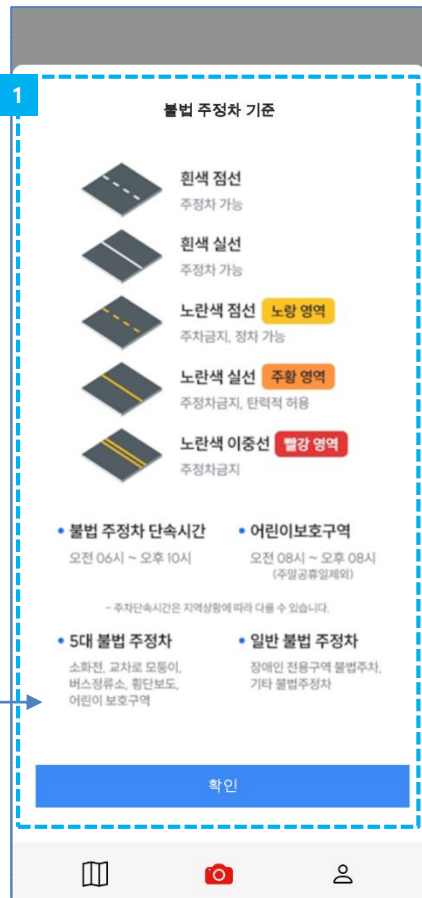 1
불법 주정차 기준
흰색 점선
주정차 가능
흰색 실선
주정차 가능
노란색 점선 노랑 영역
주차금지, 정차 가능
노란색 실선 주황 영역
주정차금지, 탄력적 허용
노란색 이중선 빨강 영역
주정차금지
• 불법 주정차 단속시간
오전 06시 ~ 오후 10시
• 어린이보호구역
오전 08시 ~ 오후 08시
(주말공휴일제외)
- 주차단속시간은 지역상황에 따라 다를 수 있습니다.
• 5대 불법 주정차
소화전, 교차로 모퉁이,
버스정류소, 횡단보도,
어린이 보호구역
• 일반 불법 주정차
장애인 전용구역 불법주차,
기타 불법주정차
확인